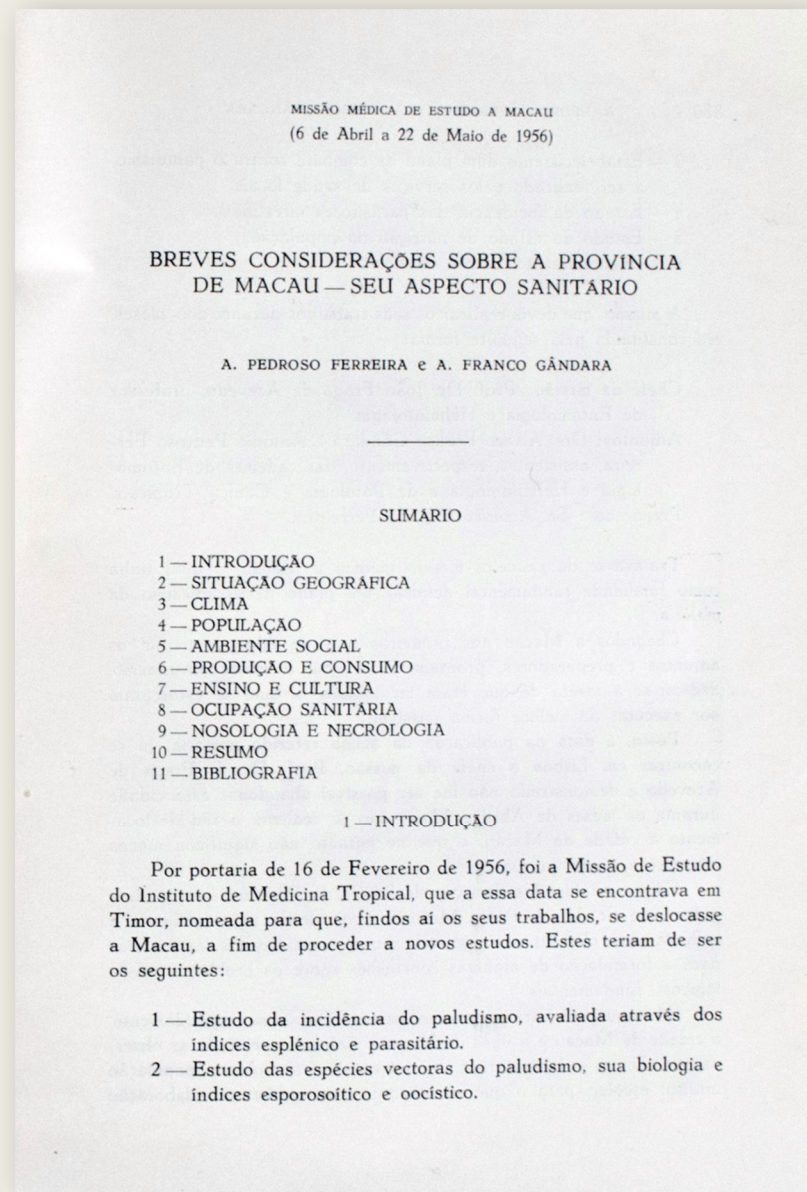 MISSÃO MÉDICA DE ESTUDO A MACAU
(6 de Abril a 22 de Maio de 1956)
BREVES CONSIDERAÇÕES SOBRE A PROVÍNCIA
DE MACAU — SEU ASPECTO SANITÁRIO
A. PEDROSO FERREIRA e A. FRANCO GÂNDARA
SUMÁRIO
1 — INTRODUÇÃO
2 — SITUAÇÃO GEOGRÁFICA
3 — CLIMA
4 — POPULAÇÃO
5 — AMBIENTE SOCIAL
6 — PRODUÇÃO E CONSUMO
7 — ENSINO E CULTURA
8 — OCUPAÇÃO SANITÁRIA
9 — NOSOLOGIA E NECROLOGIA
10 — RESUMO
11 — BIBLIOGRAFIA
1 — INTRODUÇÃO
Por portaria de 16 de Fevereiro de 1956, foi a Missão de Estudo
do Instituto de Medicina Tropical, que a essa data se encontrava em
Timor, nomeada para que, findos aí os seus trabalhos, se deslocasse
a Macau, a fim de proceder a novos estudos. Estes teriam de ser
os seguintes:
1 — Estudo da incidência do paludismo, avaliada através dos
índices esplénico e parasitário.
2 — Estudo das espécies vectoras do paludismo, sua biologia e
índices esporosoítico e oocístico.